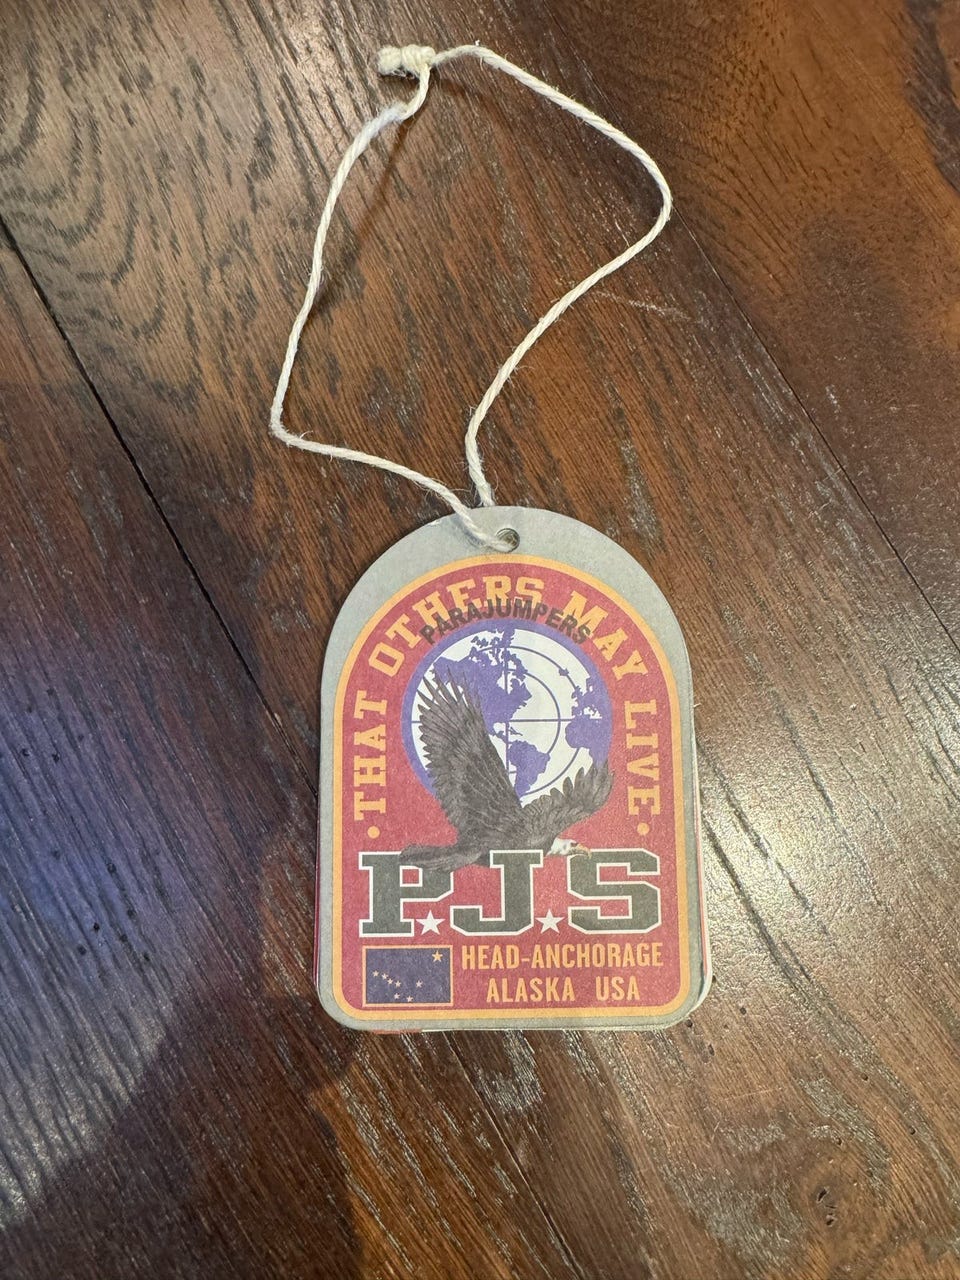 ·THAT OTHERS MAY LIVE·
PARAJUMPERS
P.J.S
HEAD-ANCHORAGE
ALASKA USA